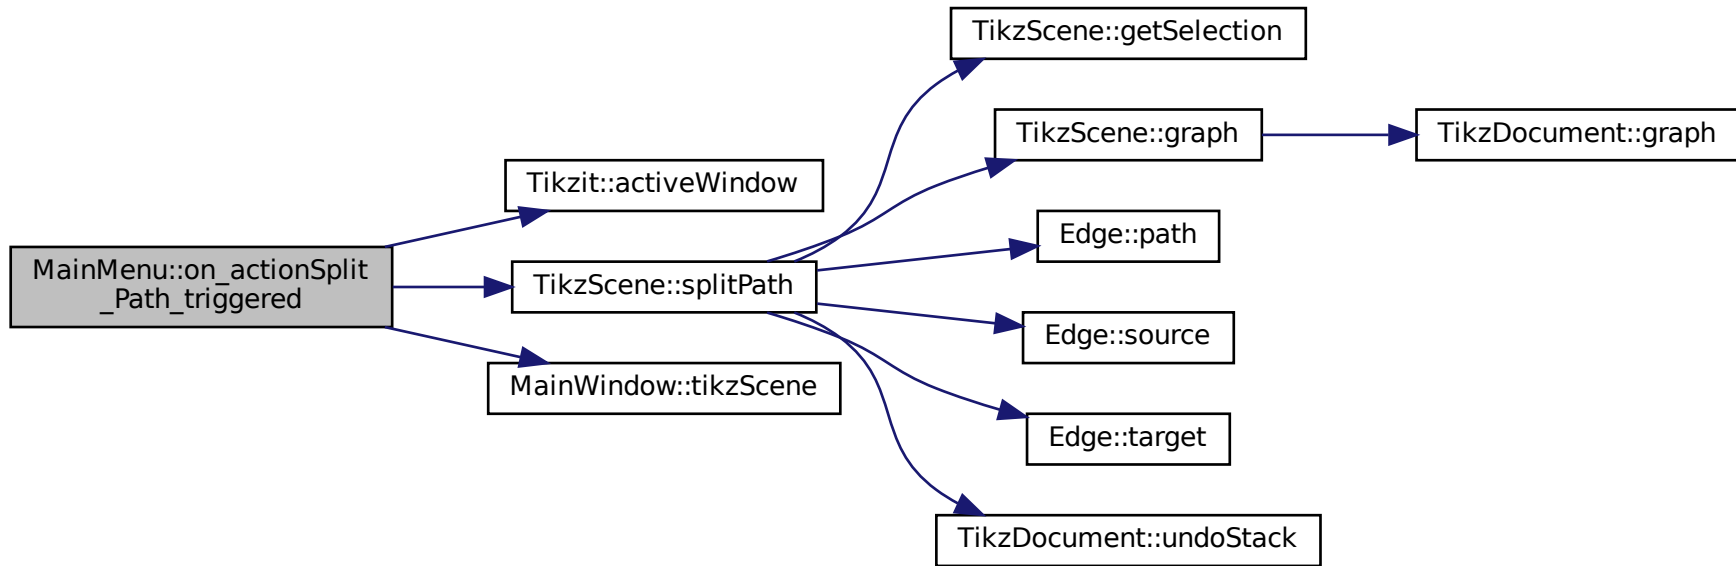 MainMenu::on_actionSplit
_Path_triggered
Tikzit::activeWindow
TikzScene::splitPath
MainWindow::tikzScene
TikzScene::getSelection
TikzScene::graph
Edge::path
Edge::source
Edge::target
TikzDocument::undoStack
TikzDocument::graph